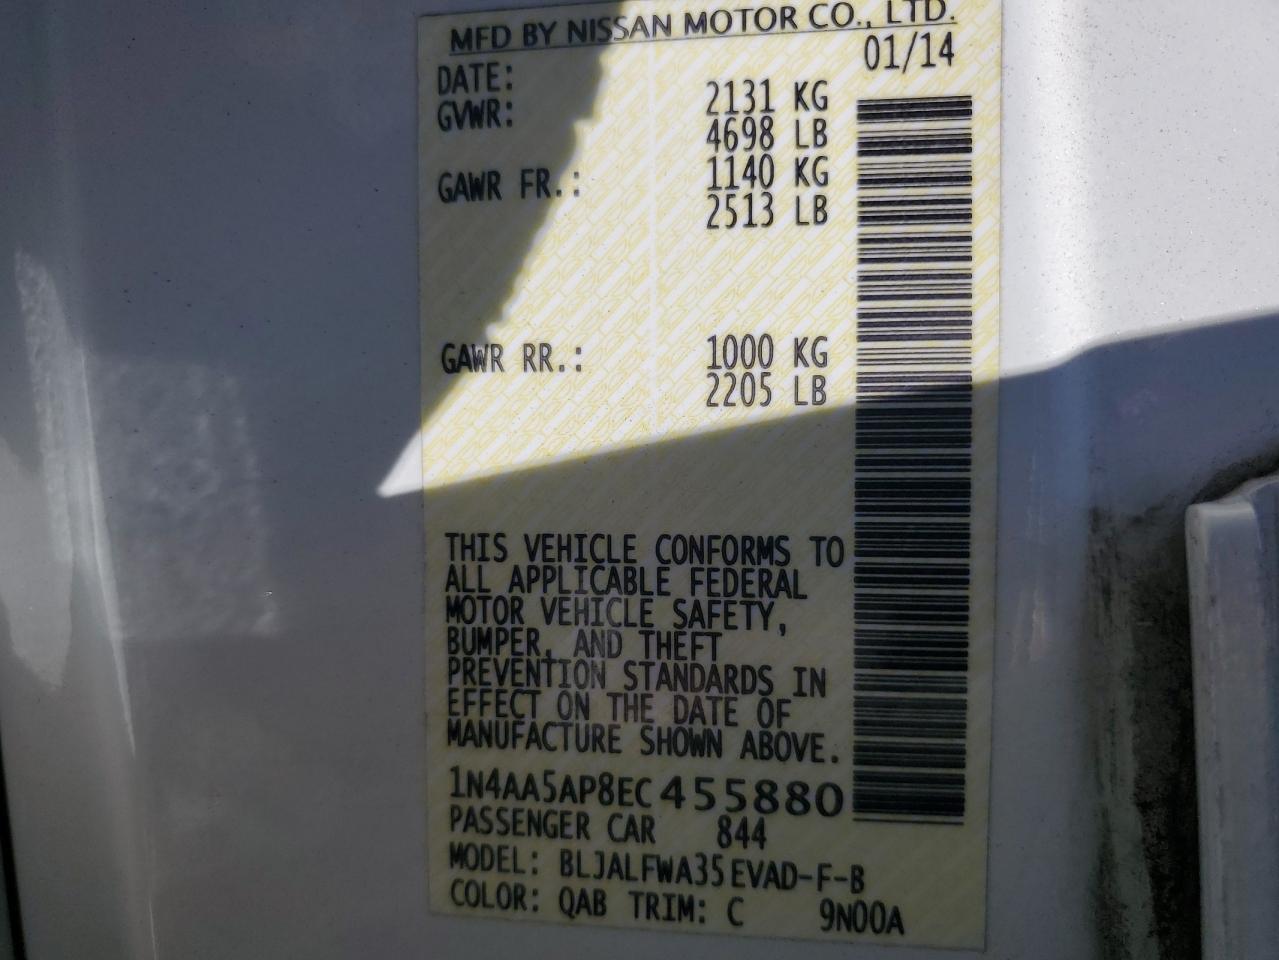 MFD BY NISSAN MOTOR CO., LTD.
DATE: 01/14
GVWR: 2131 KG
4698 LB
GAWR FR.: 1140 KG
2513 LB
GAWR RR.: 1000 KG
2205 LB
THIS VEHICLE CONFORMS TO
ALL APPLICABLE FEDERAL
MOTOR VEHICLE SAFETY,
BUMPER, AND THEFT
PREVENTION STANDARDS IN
EFFECT ON THE DATE OF
MANUFACTURE SHOWN ABOVE.
1N4AA5AP8EC455880
PASSENGER CAR 844
MODEL: BLJALFWA35EVAD-F-B
COLOR: QAB TRIM: C 9N00A